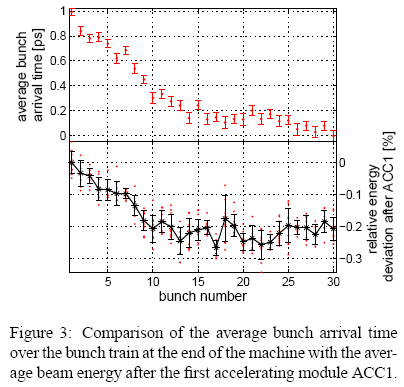 1
0.8
0.6
0.4
0.2
0
average bunch
arrival time [ps]
0
−0.1
−0.2
−0.3
relative energy
deviation after ACC1 [%]
5 10 15 20 25 30
bunch number
Figure 3: Comparison of the average bunch arrival time
over the bunch train at the end of the machine with the aver-
age beam energy after the first accelerating module ACC1.